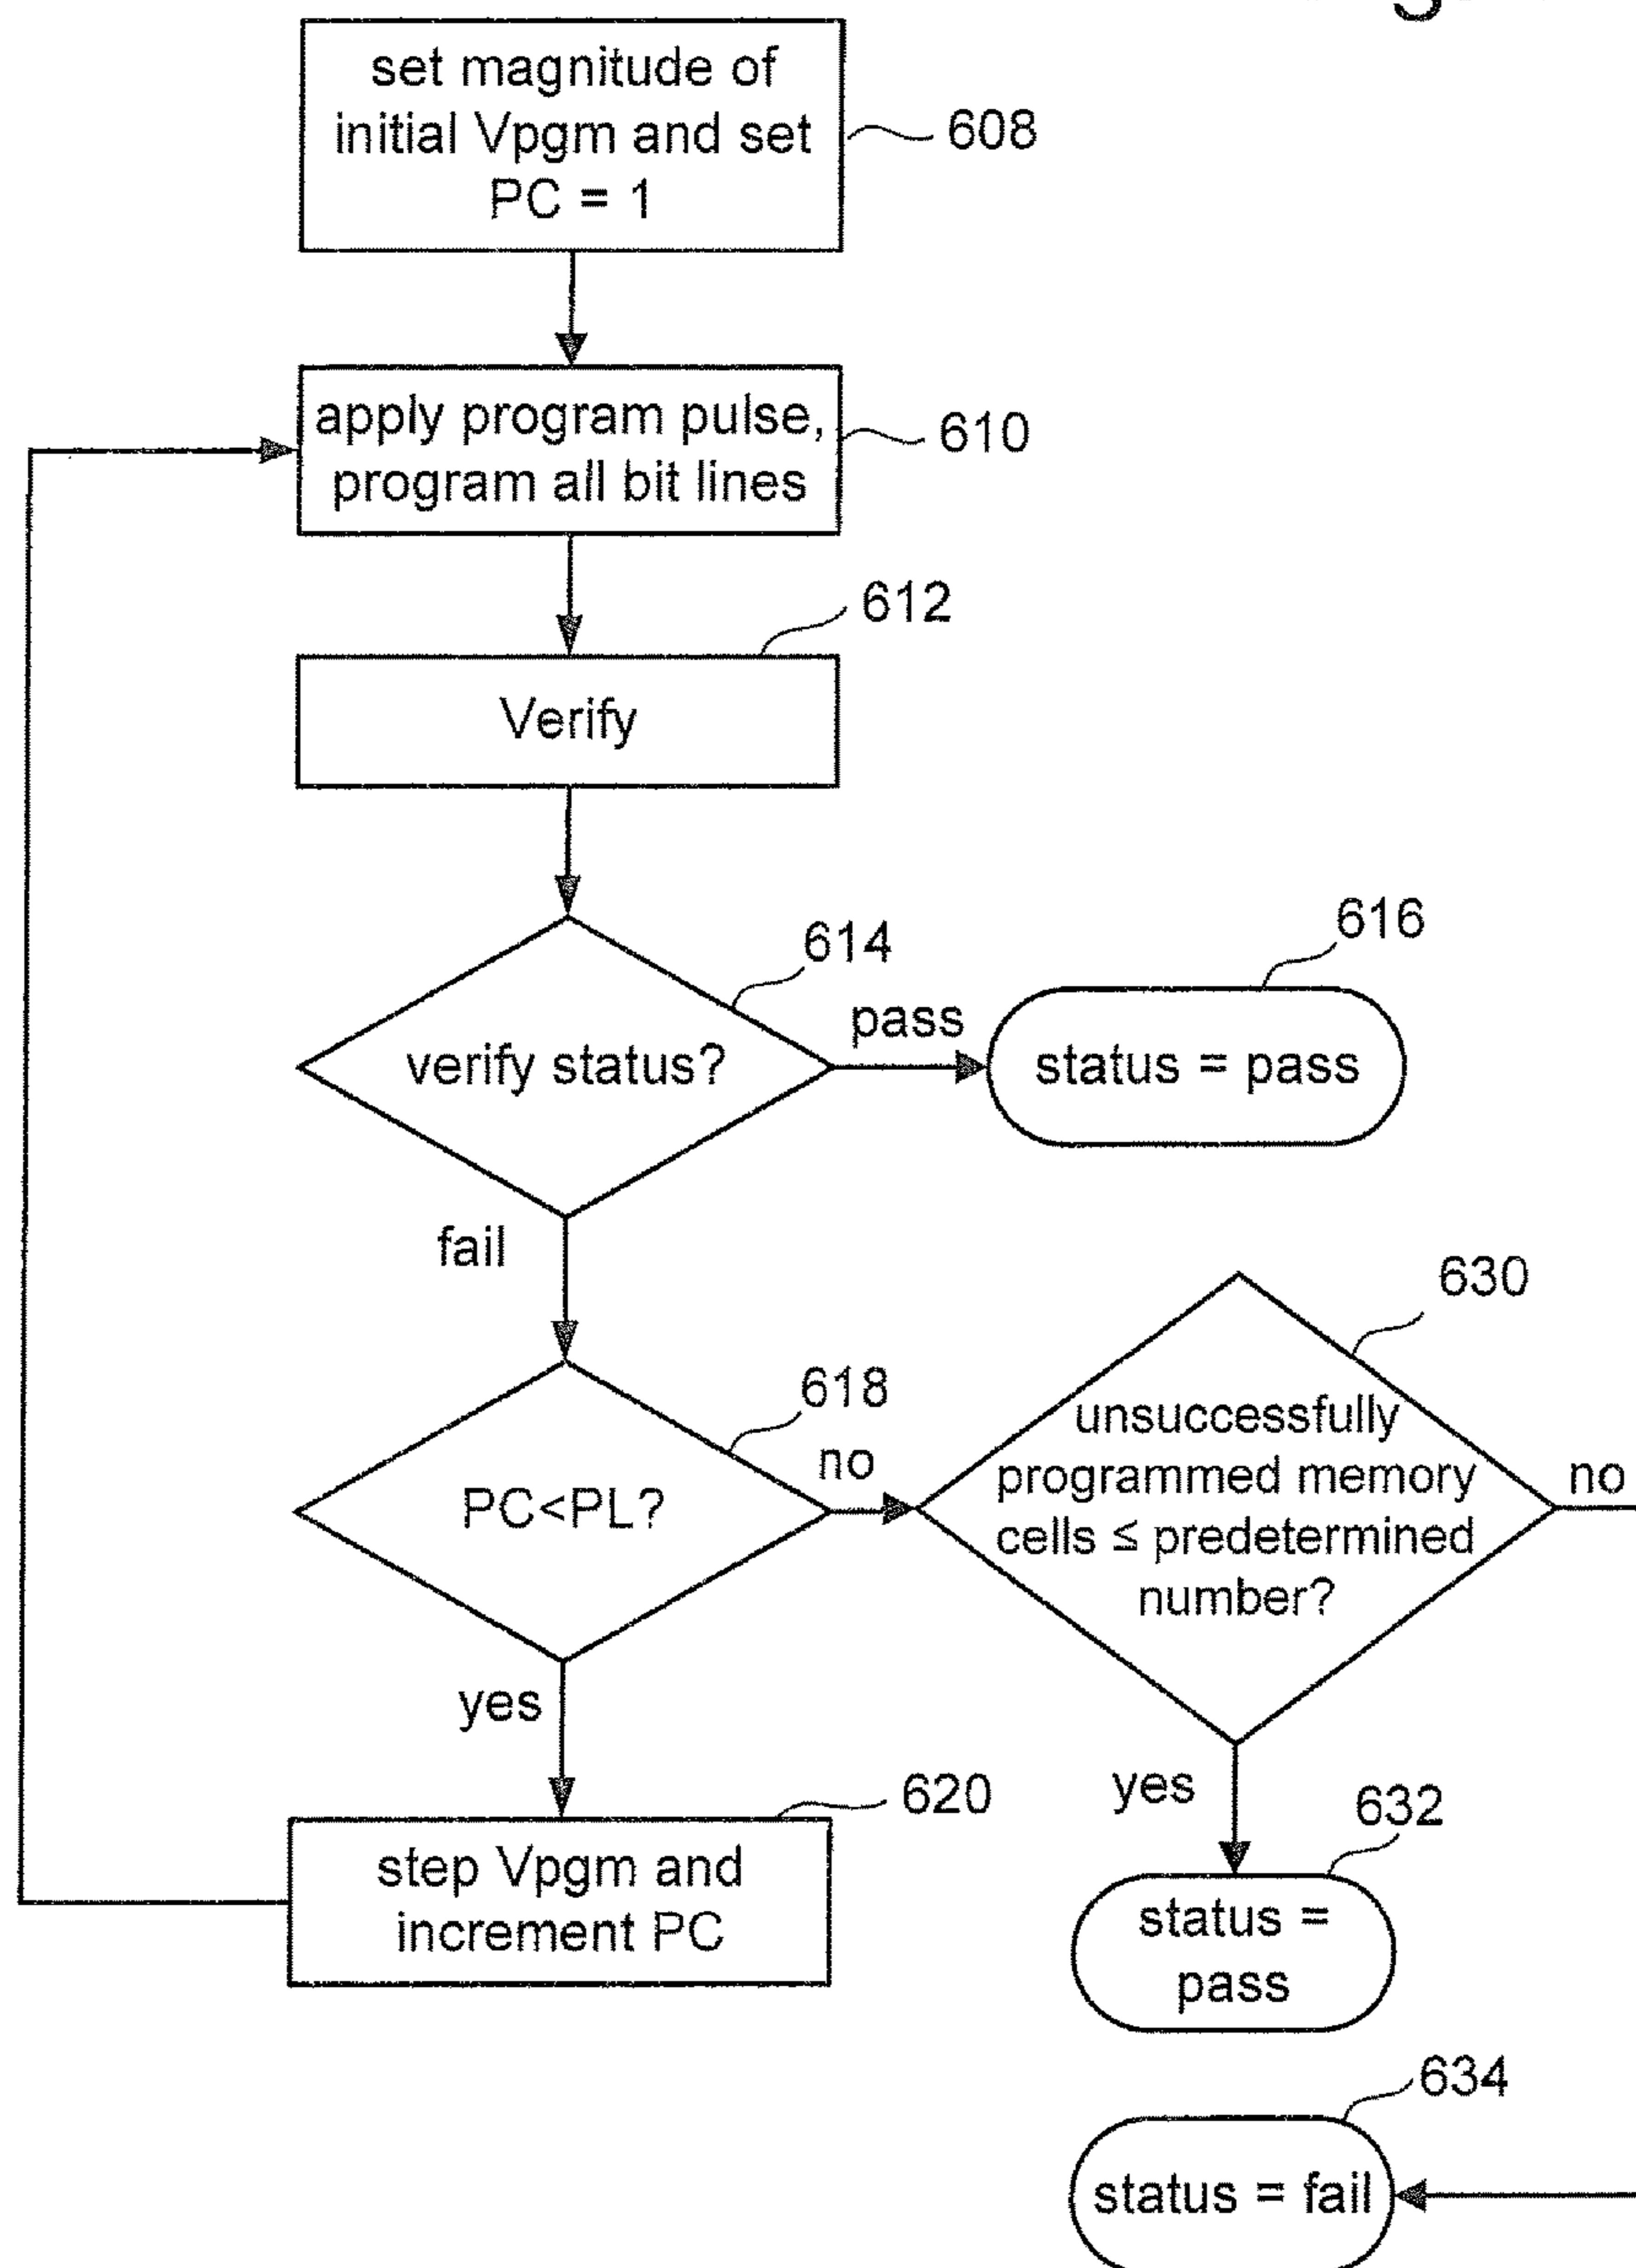 set magnitude of
initial Vpgm and set
PC = 1
608
apply program pulse,
program all bit lines
610
612
Verify
614
verify status?
pass
616
status = pass
fail
618
PC<PL?
no
630
unsuccessfully
programmed memory
cells ≤ predetermined
number?
no
yes
620
step Vpgm and
increment PC
yes
632
status =
pass
634
status = fail